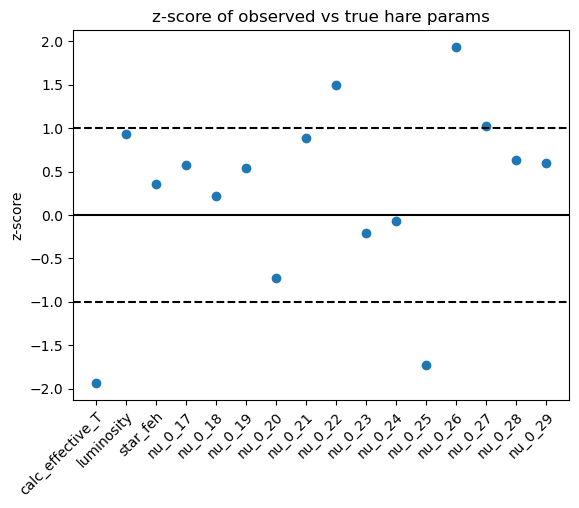 z-score of observed vs true hare params
z-score
2.0
1.5
1.0
0.5
0.0
−0.5
−1.0
−1.5
−2.0
calc_effective_T
luminosity
star_feh
nu_0_17
nu_0_18
nu_0_19
nu_0_20
nu_0_21
nu_0_22
nu_0_23
nu_0_24
nu_0_25
nu_0_26
nu_0_27
nu_0_28
nu_0_29